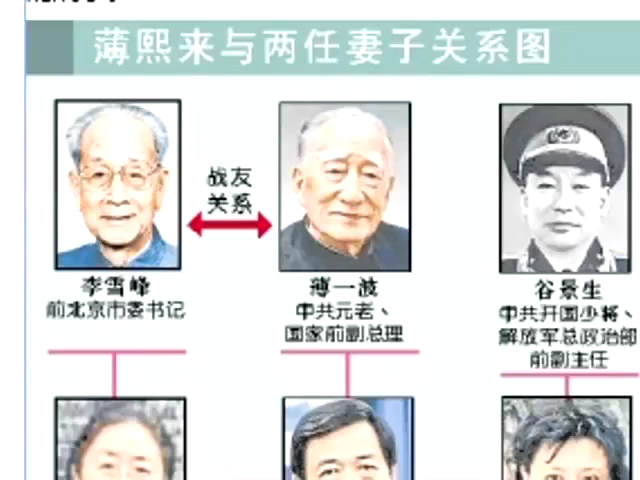 薄熙来与两任妻子关系图
战友
关系
李雪峰
前北京市委书记
薄一波
中共元老、
国家前副总理
谷景生
中共开国少将、
解放军总政治部
前副主任